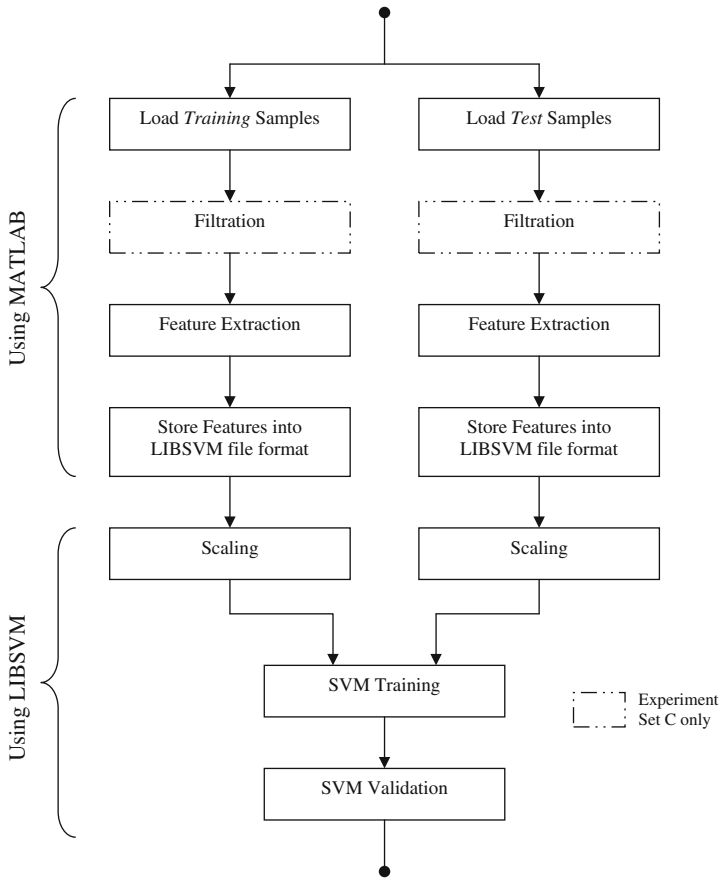 Load Training Samples
Load Test Samples
Filtration
Filtration
Feature Extraction
Feature Extraction
Store Features into
LIBSVM file format
Store Features into
LIBSVM file format
Using MATLAB
Scaling
Scaling
SVM Training
SVM Validation
Using LIBSVM
Experiment
Set C only